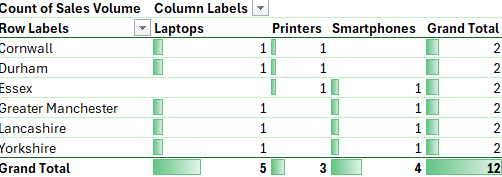 Count of Sales Volume Column Labels
Row Labels Laptops Printers Smartphones Grand Total
Cornwall 1 1 2
Durham 1 1 2
Essex 1 1 2
Greater Manchester 1 1 2
Lancashire 1 1 2
Yorkshire 1 1 2
Grand Total 5 3 4 12